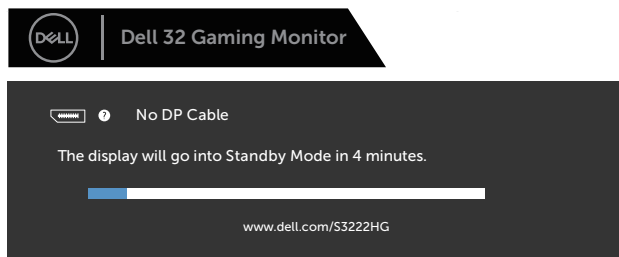 DELL
Dell 32 Gaming Monitor
? No DP Cable
The display will go into Standby Mode in 4 minutes.
www.dell.com/S3222HG